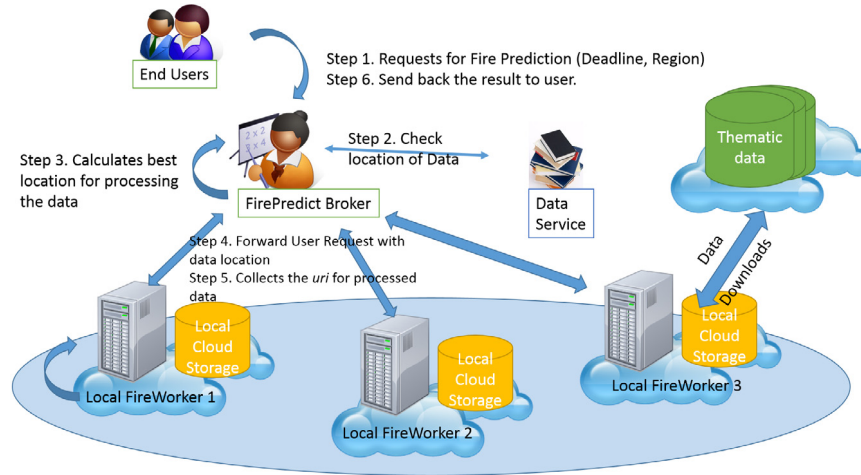 End Users
Step 1. Requests for Fire Prediction (Deadline, Region)
Step 6. Send back the result to user.
2 x 2
3 x 4
Step 2. Check
location of Data
Thematic
data
Step 3. Calculates best
location for processing
the data
FirePredict Broker
Data
Service
Step 4. Forward User Request with
data location
Step 5. Collects the uri for processed
data
Data
Downloads
Local
Cloud
Storage
Local FireWorker 1
Local
Cloud
Storage
Local FireWorker 2
Local
Cloud
Storage
Local FireWorker 3